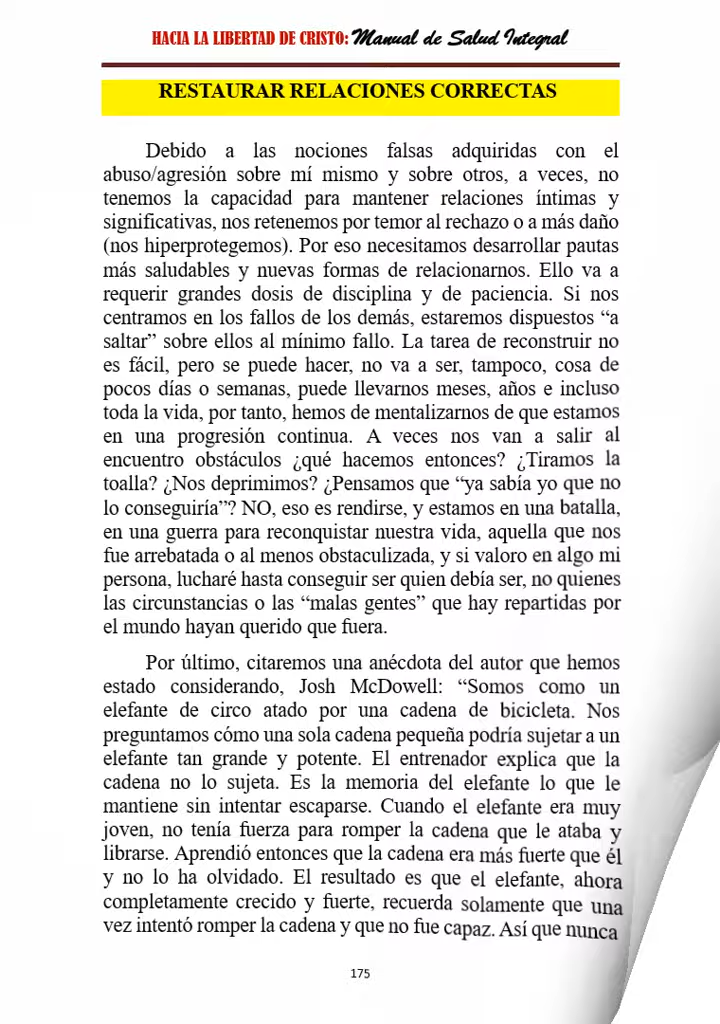 HACIA LA LIBERTAD DE CRISTO: Manual de Salud Integral
RESTAURAR RELACIONES CORRECTAS
Debido a las nociones falsas adquiridas con el
abuso/agresión sobre mí mismo y sobre otros, a veces, no
tenemos la capacidad para mantener relaciones íntimas y
significativas, nos retenemos por temor al rechazo o a más daño
(nos hiperprotegemos). Por eso necesitamos desarrollar pautas
más saludables y nuevas formas de relacionarnos. Ello va a
requerir grandes dosis de disciplina y de paciencia. Si nos
centramos en los fallos de los demás, estaremos dispuestos “a
saltar” sobre ellos al mínimo fallo. La tarea de reconstruir no
es fácil, pero se puede hacer, no va a ser, tampoco, cosa de
pocos días o semanas, puede llevarnos meses, años e incluso
toda la vida, por tanto, hemos de mentalizarnos de que estamos
en una progresión continua. A veces nos van a salir al
encuentro obstáculos ¿qué hacemos entonces? ¿Tiramos la
toalla? ¿Nos deprimimos? ¿Pensamos que “ya sabía yo que no
lo conseguiría”? NO, eso es rendirse, y estamos en una batalla,
en una guerra para reconquistar nuestra vida, aquella que nos
fue arrebatada o al menos obstaculizada, y si valoro en algo mi
persona, lucharé hasta conseguir ser quien debía ser, no quienes
las circunstancias o las “malas gentes” que hay repartidas por
el mundo hayan querido que fuera.
Por último, citaremos una anécdota del autor que hemos
estado considerando, Josh McDowell: “Somos como un
elefante de circo atado por una cadena de bicicleta. Nos
preguntamos cómo una sola cadena pequeña podría sujetar a un
elefante tan grande y potente. El entrenador explica que la
cadena no lo sujeta. Es la memoria del elefante lo que le
mantiene sin intentar escaparse. Cuando el elefante era muy
joven, no tenía fuerza para romper la cadena que le ataba y
librarse. Aprendió entonces que la cadena era más fuerte que él
y no lo ha olvidado. El resultado es que el elefante, ahora
completamente crecido y fuerte, recuerda solamente que una
vez intentó romper la cadena y que no fue capaz. Así que nunca
175